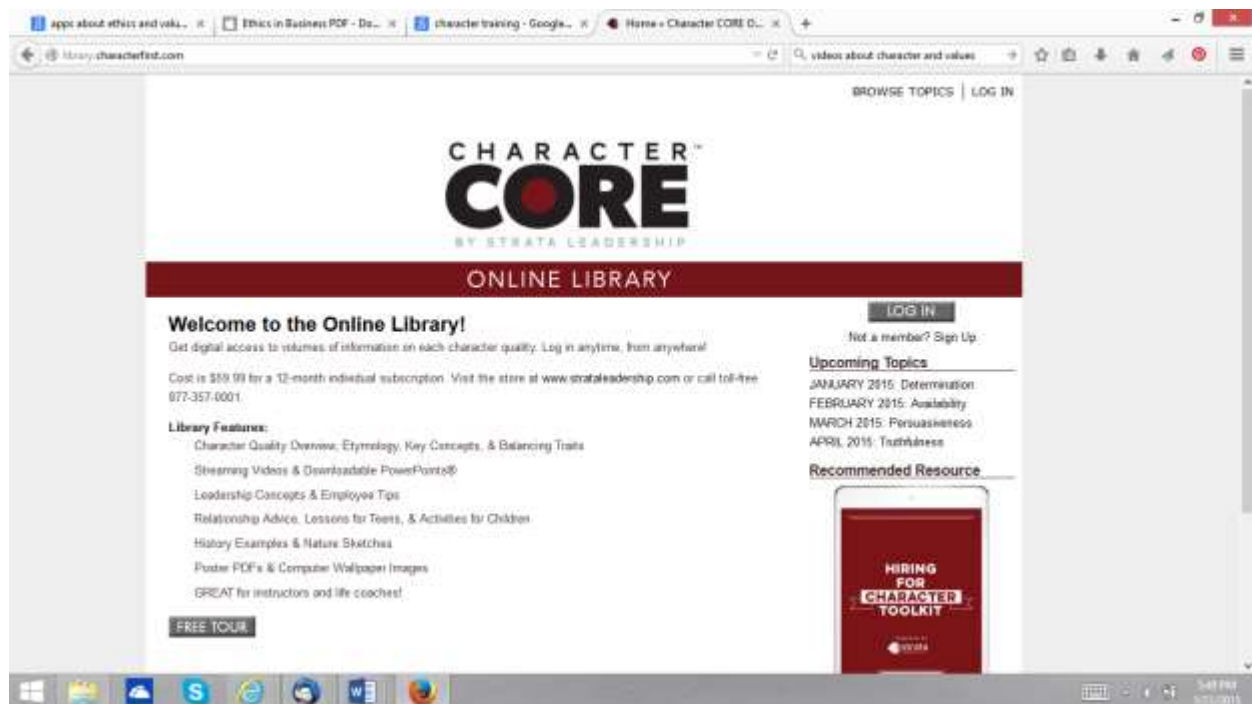 apps about ethics and valu...
Ethics in Business PDF - Do...
character training - Google...
Home » Character CORE O...
library.characterfirst.com
videos about character and values
BROWSE TOPICS | LOG IN
CHARACTER™
CORE
BY STRATA LEADERSHIP
ONLINE LIBRARY
Welcome to the Online Library!
Get digital access to volumes of information on each character quality. Log in anytime, from anywhere!
Cost is $59.99 for a 12-month individual subscription. Visit the store at www.strataleadership.com or call toll-free
877-357-0001.
Library Features:
Character Quality Overview, Etymology, Key Concepts, & Balancing Traits
Streaming Videos & Downloadable PowerPoints®
Leadership Concepts & Employee Tips
Relationship Advice, Lessons for Teens, & Activities for Children
History Examples & Nature Sketches
Poster PDFs & Computer Wallpaper Images
GREAT for instructors and life coaches!
FREE TOUR
LOG IN
Not a member? Sign Up
Upcoming Topics
JANUARY 2015: Determination
FEBRUARY 2015: Availability
MARCH 2015: Persuasiveness
APRIL 2015: Truthfulness
Recommended Resource
HIRING
FOR
CHARACTER
TOOLKIT
strata
5:48 PM